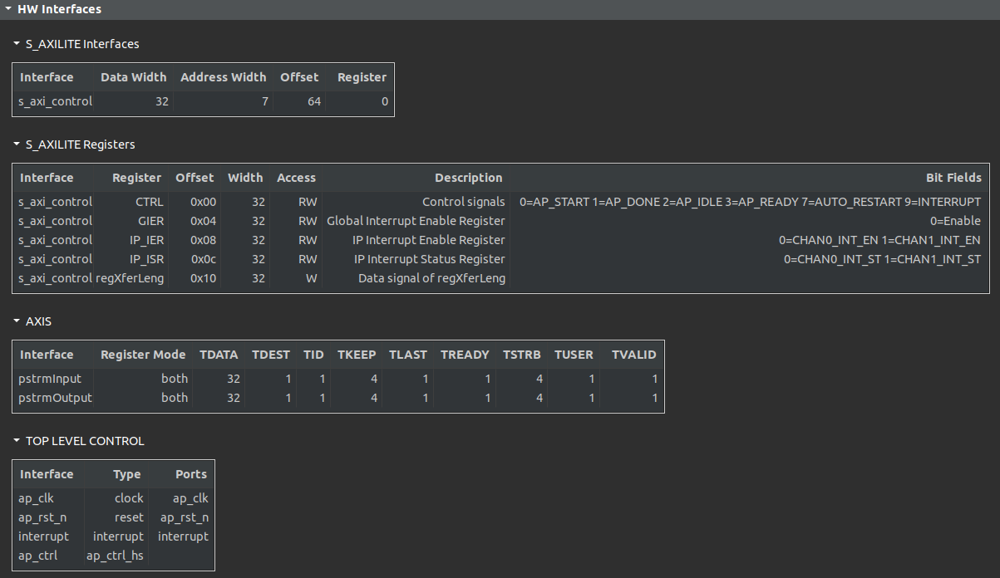 HW Interfaces
S_AXILITE Interfaces
Interface Data Width Address Width Offset Register
s_axi_control 32 7 64 0
S_AXILITE Registers
Interface Register Offset Width Access Description Bit Fields
s_axi_control CTRL 0x00 32 RW Control signals 0=AP_START 1=AP_DONE 2=AP_IDLE 3=AP_READY 7=AUTO_RESTART 9=INTERRUPT
s_axi_control GIER 0x04 32 RW Global Interrupt Enable Register 0=Enable
s_axi_control IP_IER 0x08 32 RW IP Interrupt Enable Register 0=CHAN0_INT_EN 1=CHAN1_INT_EN
s_axi_control IP_ISR 0x0c 32 RW IP Interrupt Status Register 0=CHAN0_INT_ST 1=CHAN1_INT_ST
s_axi_control regXferLeng 0x10 32 W Data signal of regXferLeng
AXIS
Interface Register Mode TDATA TDEST TID TKEEP TLAST TREADY TSTRB TUSER TVALID
pstrmInput both 32 1 1 4 1 1 4 1 1
pstrmOutput both 32 1 1 4 1 1 4 1 1
TOP LEVEL CONTROL
Interface Type Ports
ap_clk clock ap_clk
ap_rst_n reset ap_rst_n
interrupt interrupt interrupt
ap_ctrl ap_ctrl_hs